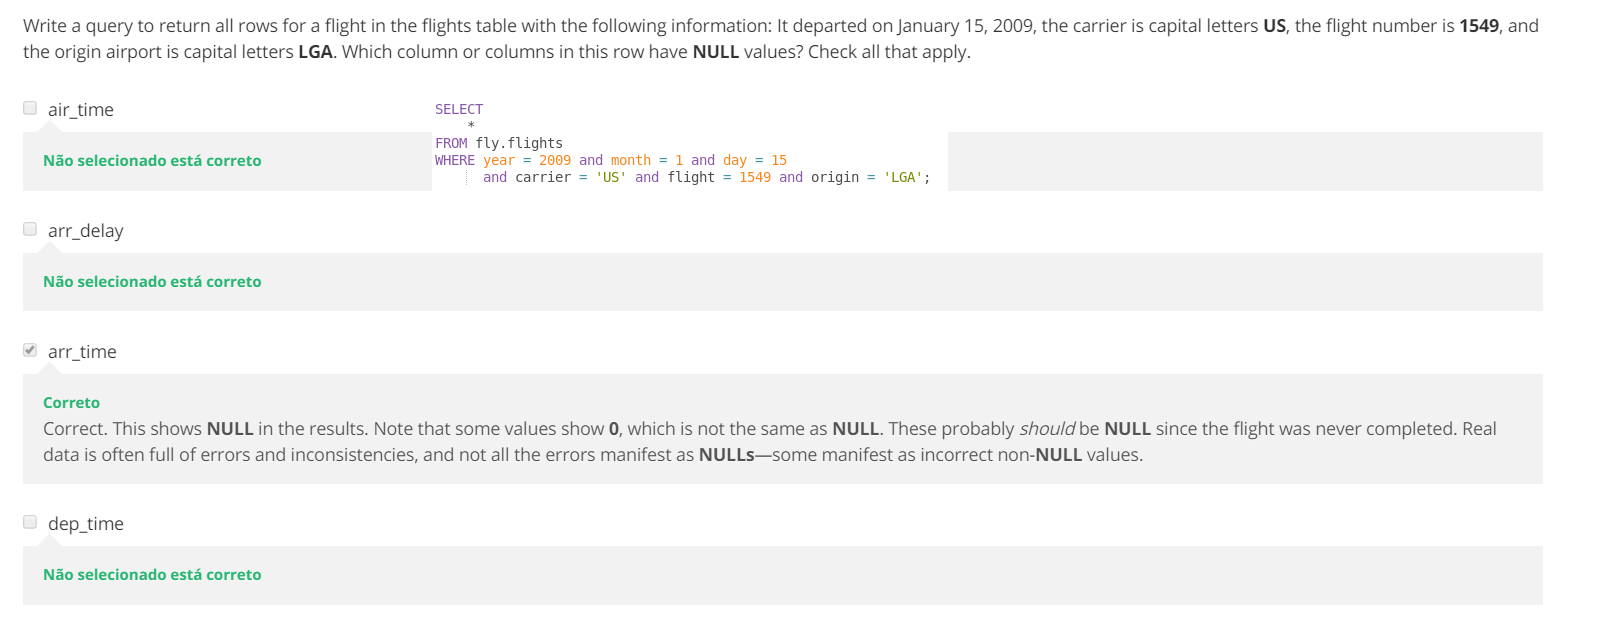 Write a query to return all rows for a flight in the flights table with the following information: It departed on January 15, 2009, the carrier is capital letters US, the flight number is 1549, and
the origin airport is capital letters LGA. Which column or columns in this row have NULL values? Check all that apply.
air_time
SELECT
*
FROM fly.flights
WHERE year = 2009 and month = 1 and day = 15
and carrier = 'US' and flight = 1549 and origin = 'LGA';
Não selecionado está correto
arr_delay
Não selecionado está correto
arr_time
Correto
Correct. This shows NULL in the results. Note that some values show 0, which is not the same as NULL. These probably should be NULL since the flight was never completed. Real
data is often full of errors and inconsistencies, and not all the errors manifest as NULLs—some manifest as incorrect non-NULL values.
dep_time
Não selecionado está correto